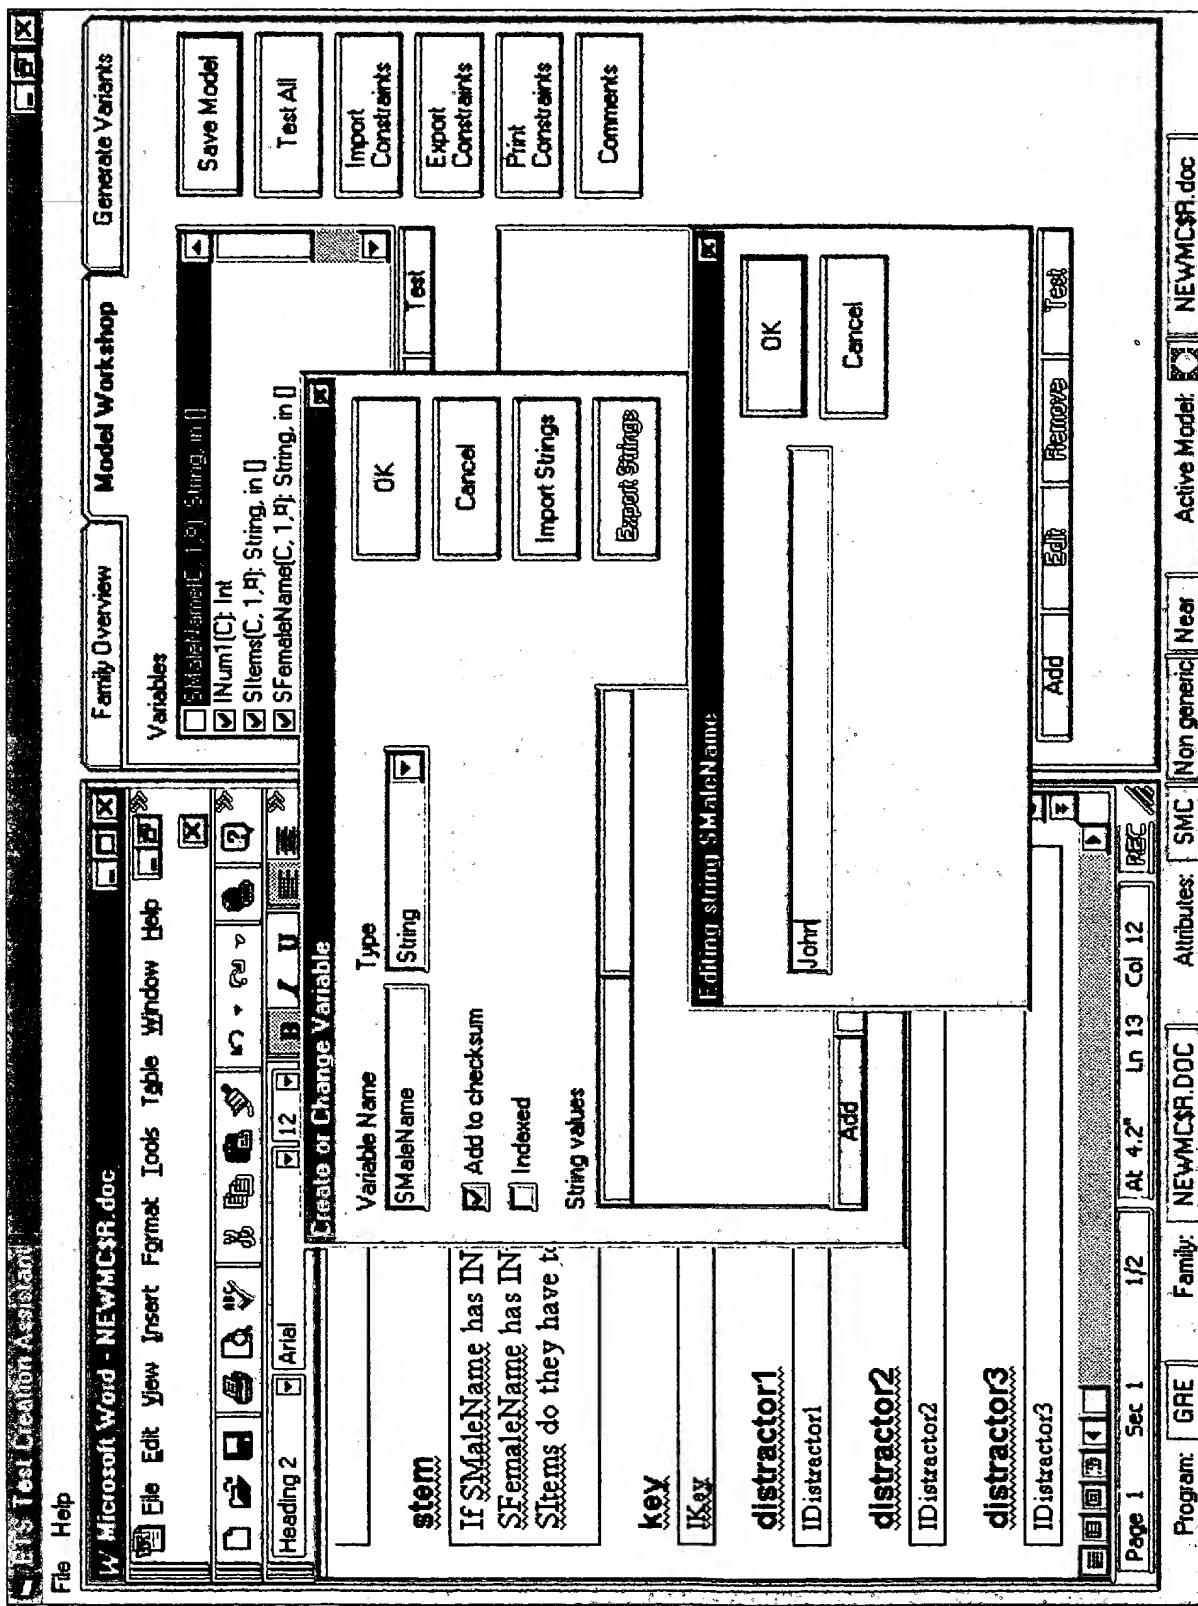 ETS Test Creation Assistant
File Help
Microsoft Word - NEWMC$R.doc
File Edit View Insert Format Tools Table Window Help
Heading 2 Arial 12 B I U
stem
If SMaleName has IN
SFemaleName has IN
SItems do they have to
key
IKey
distractor1
IDistractor1
distractor2
IDistractor2
distractor3
IDistractor3
Page 1 Sec 1 1/2 At 4.2" Ln 13 Col 12 REC
Family Overview Model Workshop Generate Variants
Variables
SMaleName(C, 1,¤): String, in []
INum1(C): Int
SItems(C, 1,¤): String, in []
SFemaleName(C, 1,¤): String, in []
Test
Save Model
Test All
Import
Constraints
Export
Constraints
Print
Constraints
Comments
Create or Change Variable
Variable Name Type
SMaleName String
Add to checksum
Indexed
String values
Add
OK
Cancel
Import Strings
Export Strings
Editing string SMaleName
John
OK
Cancel
Add Edit Remove Test
Program: GRE Family: NEWMC$R.DOC Attributes: SMC Non generic Near Active Model: NEWMC$R.doc